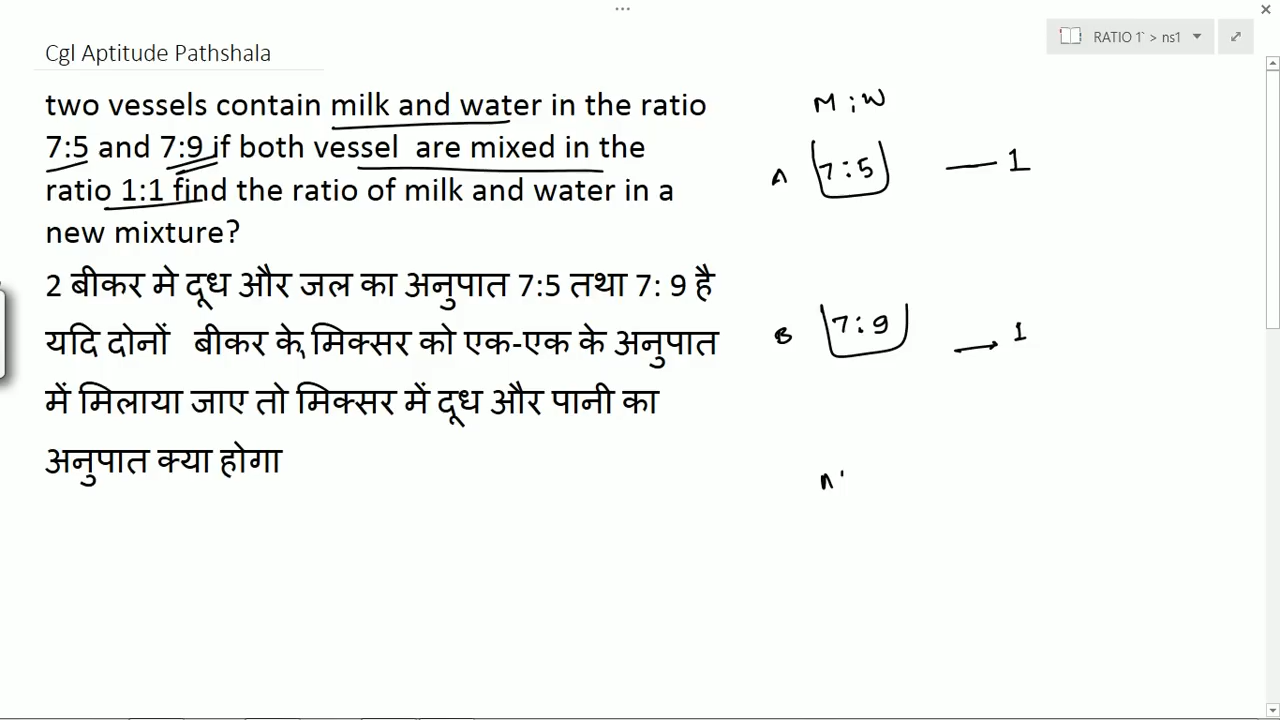 RATIO 1` > ns1
Cgl Aptitude Pathshala
two vessels contain milk and water in the ratio
7:5 and 7:9 if both vessel are mixed in the
ratio 1:1 find the ratio of milk and water in a
new mixture?
2 बीकर मे दूध और जल का अनुपात 7:5 तथा 7: 9 है
यदि दोनों बीकर के मिक्सर को एक-एक के अनुपात
में मिलाया जाए तो मिक्सर में दूध और पानी का
अनुपात क्या होगा
M : W
A 7:5 — 1
B 7:9 → 1